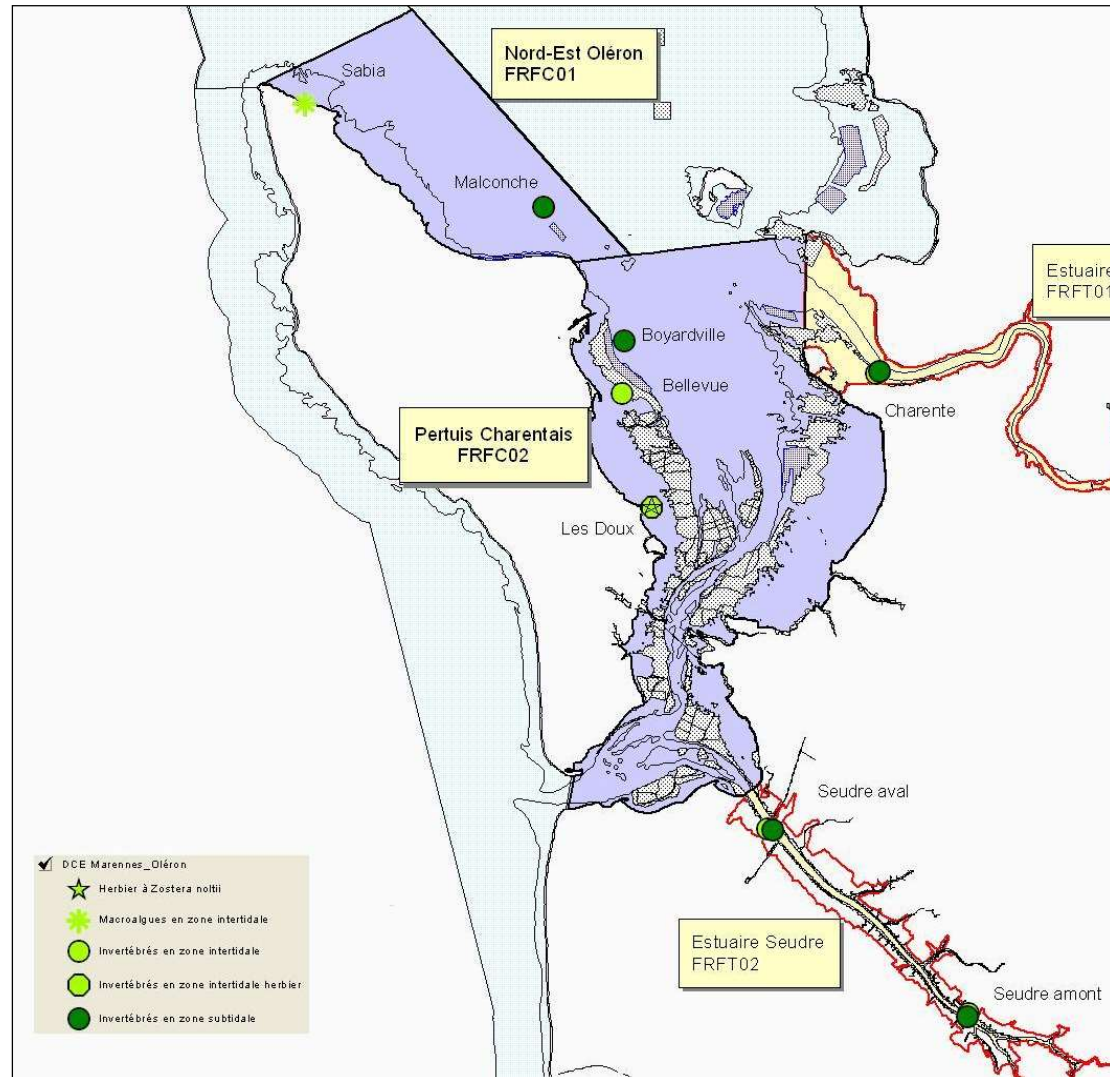 Nord-Est Oléron
FRFC01
Sabia
Malconche
Estuaire
FRFT01
Boyardville
Bellevue
Charente
Pertuis Charentais
FRFC02
Les Doux
Seudre aval
Estuaire Seudre
FRFT02
Seudre amont
DCE Marennes_Oléron
Herbier à Zostera noltii
Macroalgues en zone intertidale
Invertébrés en zone intertidale
Invertébrés en zone intertidale herbier
Invertébrés en zone subtidale